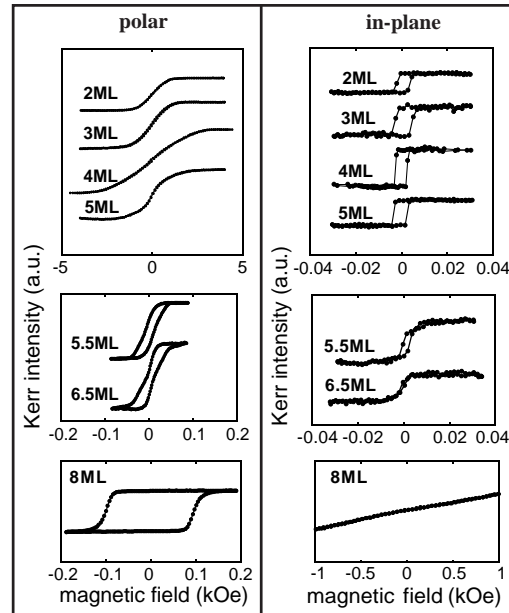 polar
in-plane
Kerr intensity (a.u.)
2ML
3ML
4ML
5ML
-5 0 5
2ML
3ML
4ML
5ML
-0.04 -0.02 0 0.02 0.04
Kerr intensity (a.u.)
5.5ML
6.5ML
-0.2 -0.1 0 0.1 0.2
Kerr intensity (a.u.)
5.5ML
6.5ML
-0.04 -0.02 0 0.02 0.04
8ML
-0.2 -0.1 0 0.1 0.2
magnetic field (kOe)
8ML
-1 -0.5 0 0.5 1
magnetic field (kOe)